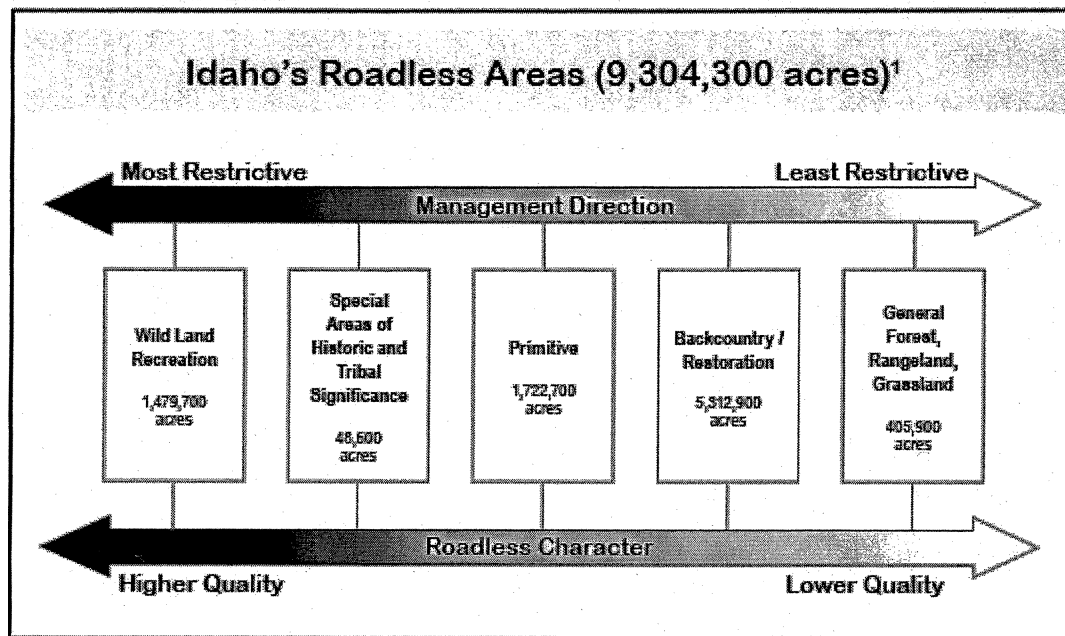 Idaho's Roadless Areas (9,304,300 acres)¹
Most Restrictive
Least Restrictive
Management Direction
Wild Land
Recreation
1,479,700
acres
Special
Areas of
Historic and
Tribal
Significance
48,600
acres
Primitive
1,722,700
acres
Backcountry /
Restoration
5,312,900
acres
General
Forest,
Rangeland,
Grassland
405,900
acres
Roadless Character
Higher Quality
Lower Quality